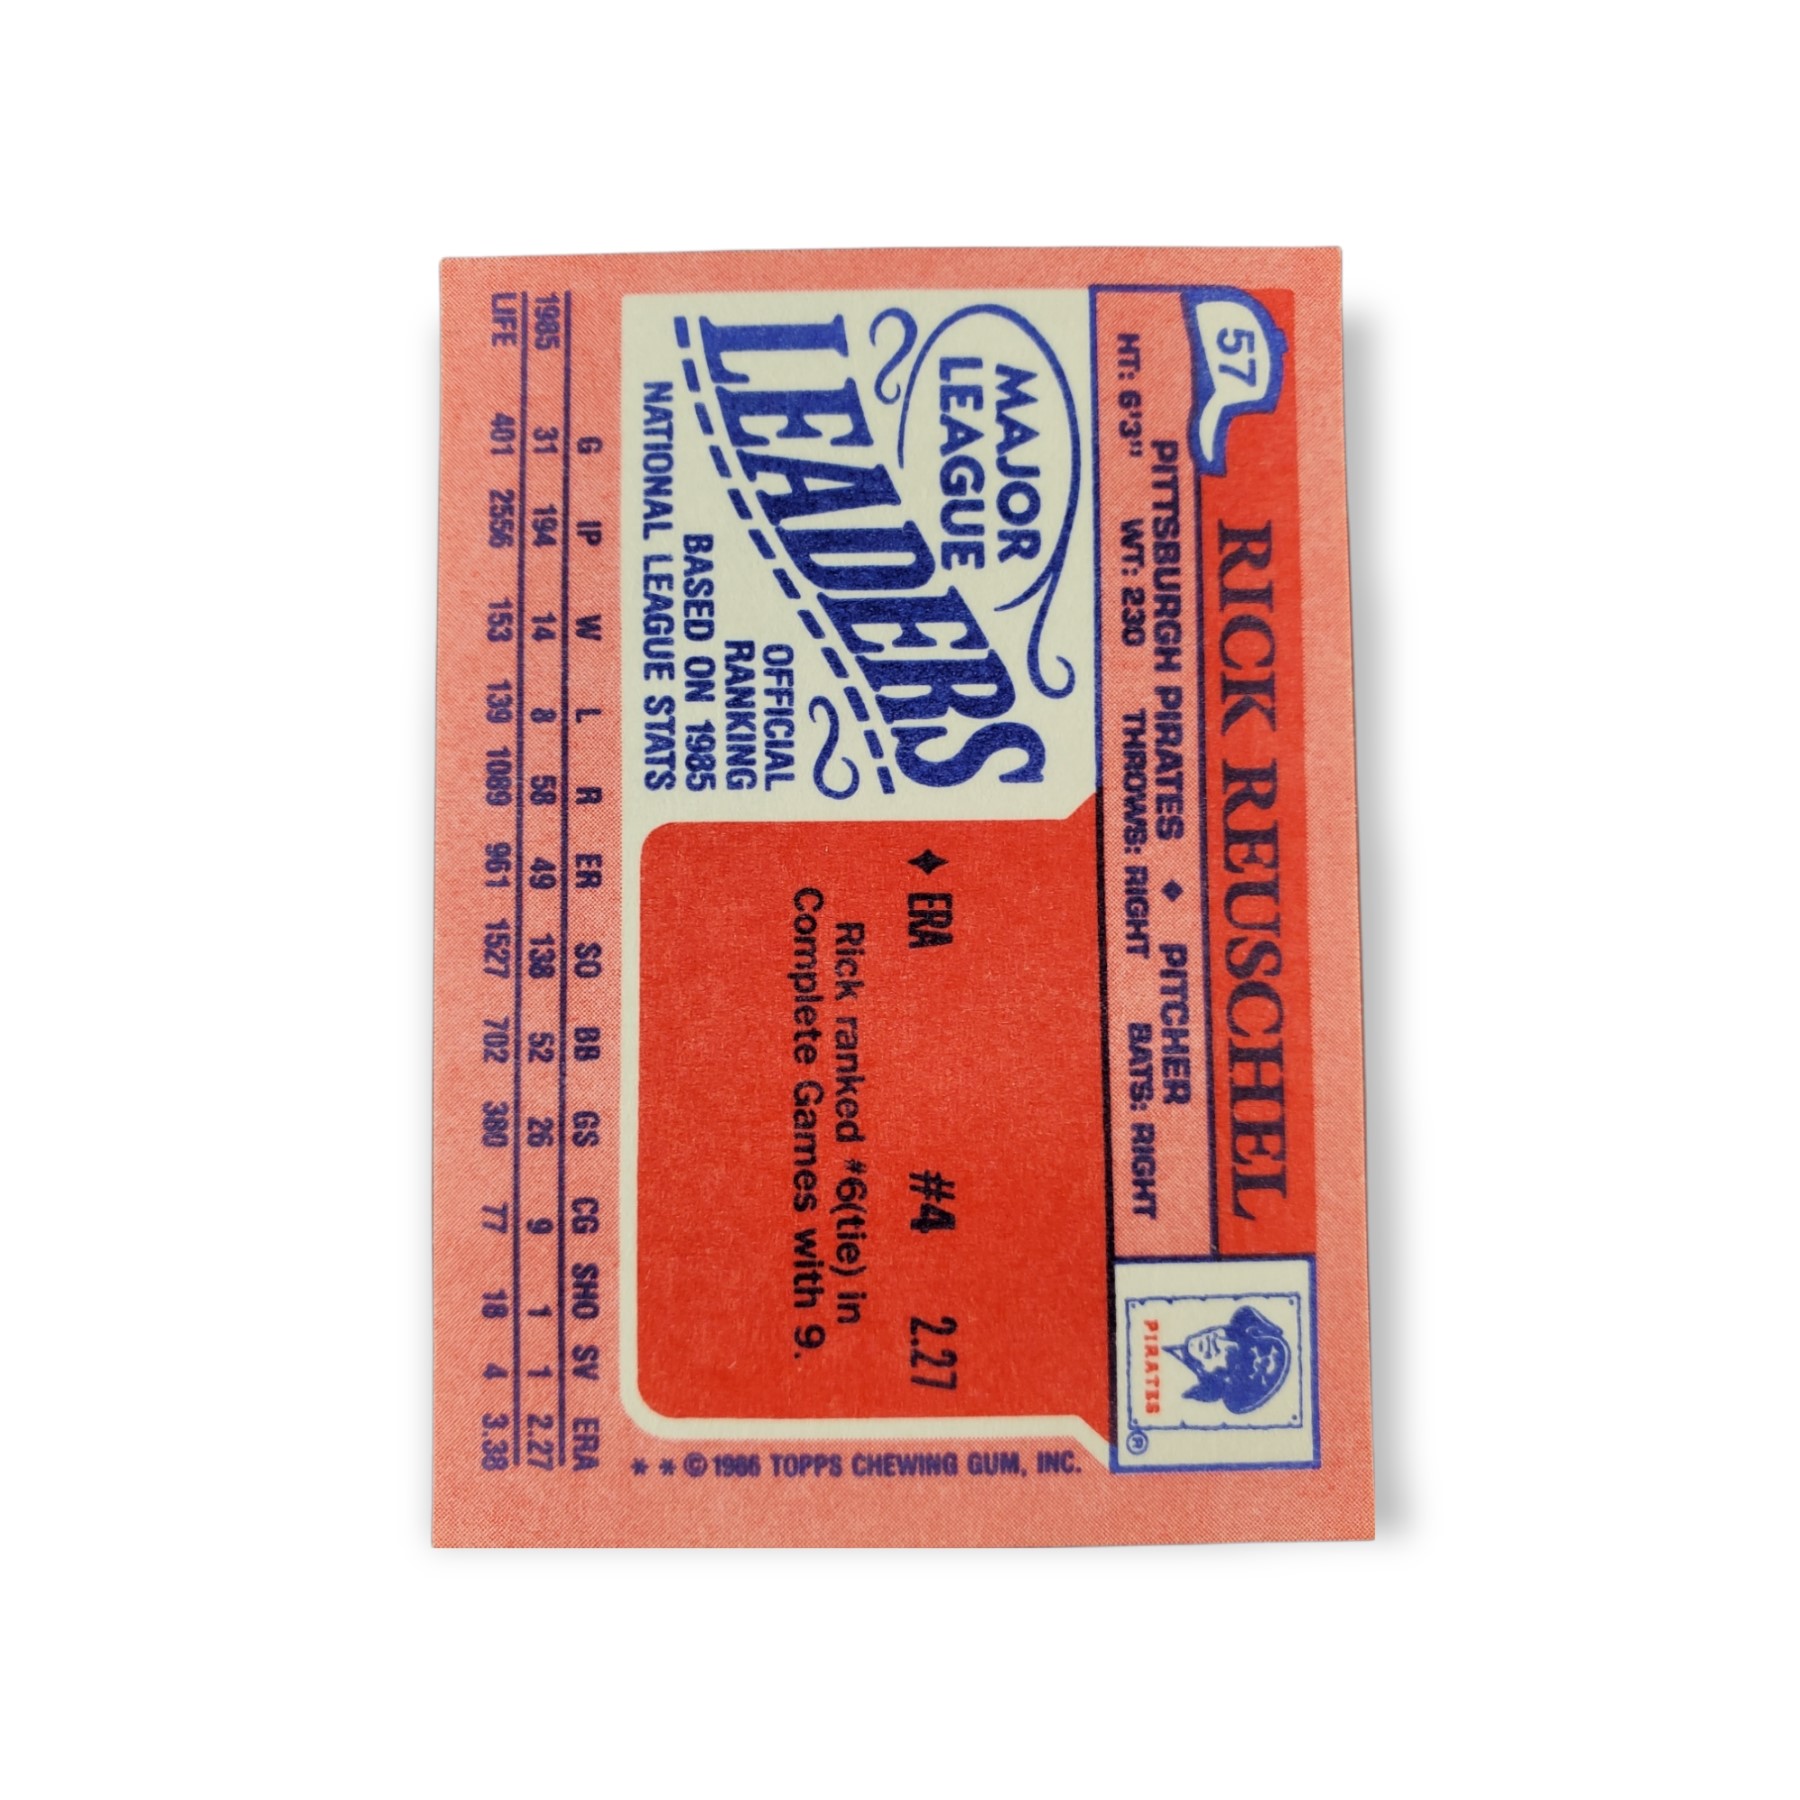 57
RICK REUSCHEL
PITTSBURGH PIRATES ◆ PITCHER
HT: 6'3" WT: 230 THROWS: RIGHT BATS: RIGHT
PIRATES
®
MAJOR
LEAGUE
LEADERS
OFFICIAL
RANKING
BASED ON 1985
NATIONAL LEAGUE STATS
✦ ERA #4 2.27
Rick ranked #6(tie) in
Complete Games with 9.
* * © 1986 TOPPS CHEWING GUM, INC.
G IP W L R ER SO BB GS CG SHO SV ERA
1985 31 194 14 8 58 49 138 52 26 9 1 1 2.27
LIFE 401 2556 153 139 1089 961 1527 702 380 77 18 4 3.38